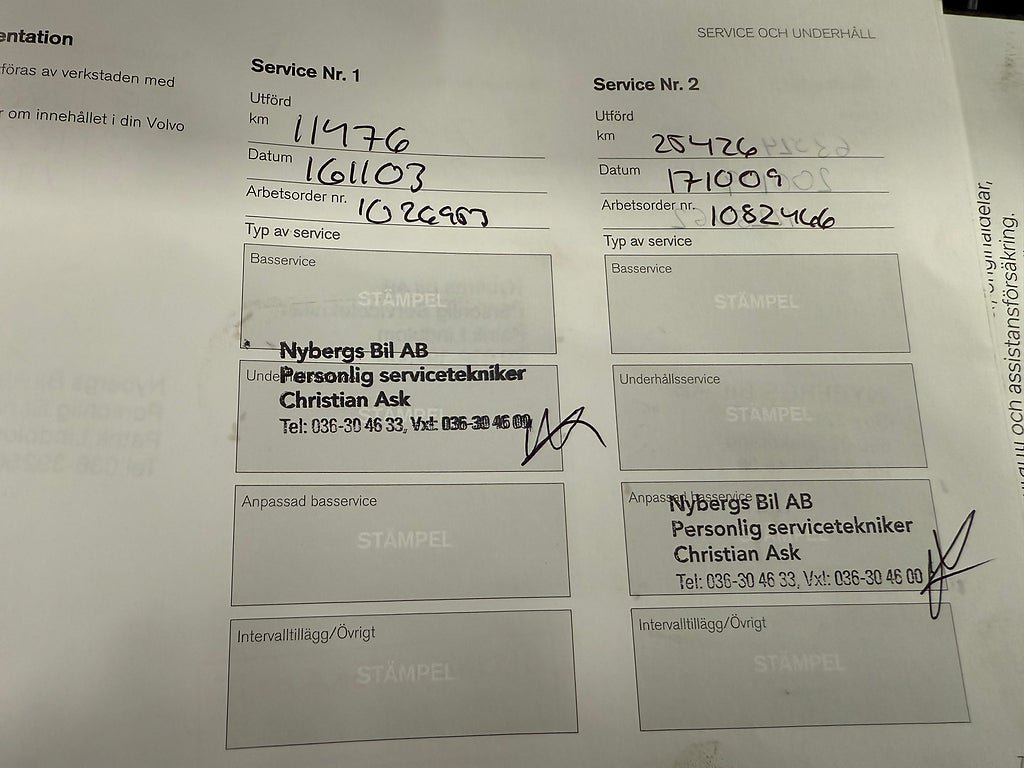 entation
föras av verkstaden med
r om innehållet i din Volvo
SERVICE OCH UNDERHÅLL
Service Nr. 1
Utförd
km 11476
Datum 161103
Arbetsorder nr.
Typ av service
Basservice
STÄMPEL
Nybergs Bil AB
Personlig servicetekniker
Christian Ask
Tel: 036-30 46 33, Vxl: 036-30 46 00
STÄMPEL
Anpassad basservice
STÄMPEL
Intervalltillägg/Övrigt
STÄMPEL
Service Nr. 2
Utförd
km 25426
Datum 171009
Arbetsorder nr. 1082466
Typ av service
Basservice
STÄMPEL
Underhållsservice
STÄMPEL
Anpassad basservice
Nybergs Bil AB
Personlig servicetekniker
Christian Ask
Tel: 036-30 46 33, Vxl: 036-30 46 00
Intervalltillägg/Övrigt
STÄMPEL
och assistansförsäkring.